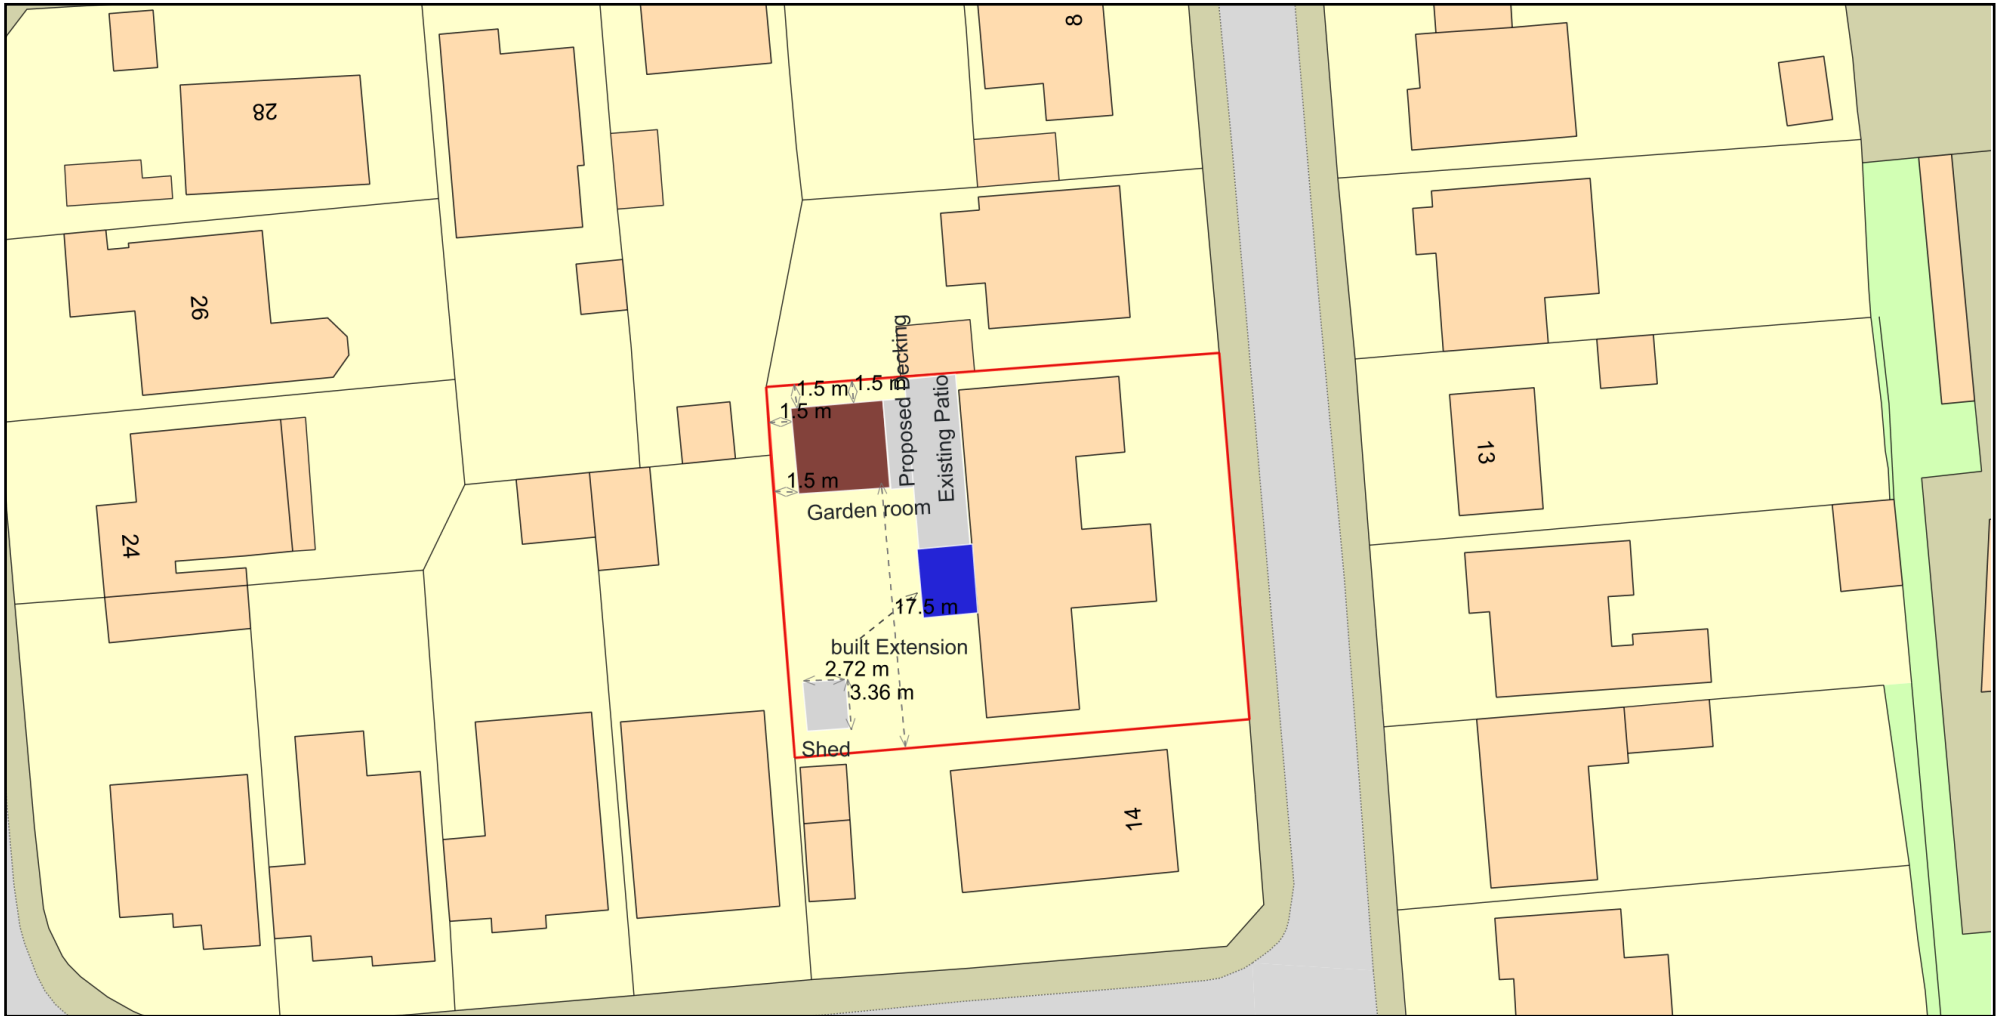 8
28
26
24
13
14
Proposed Decking
Existing Patio
1.5 m
1.5 m
1.5 m
1.5 m
Garden room
17.5 m
built Extension
2.72 m
3.36 m
Shed